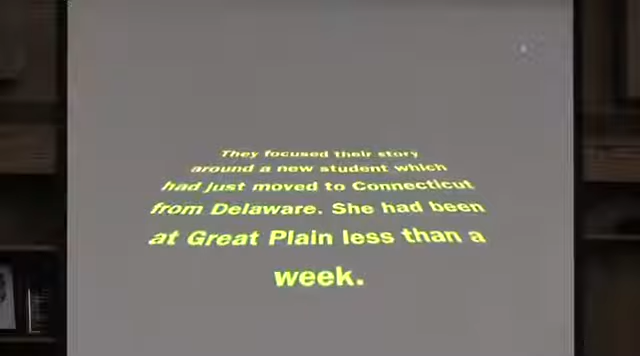 They focused their story
around a new student which
had just moved to Connecticut
from Delaware. She had been
at Great Plain less than a
week.